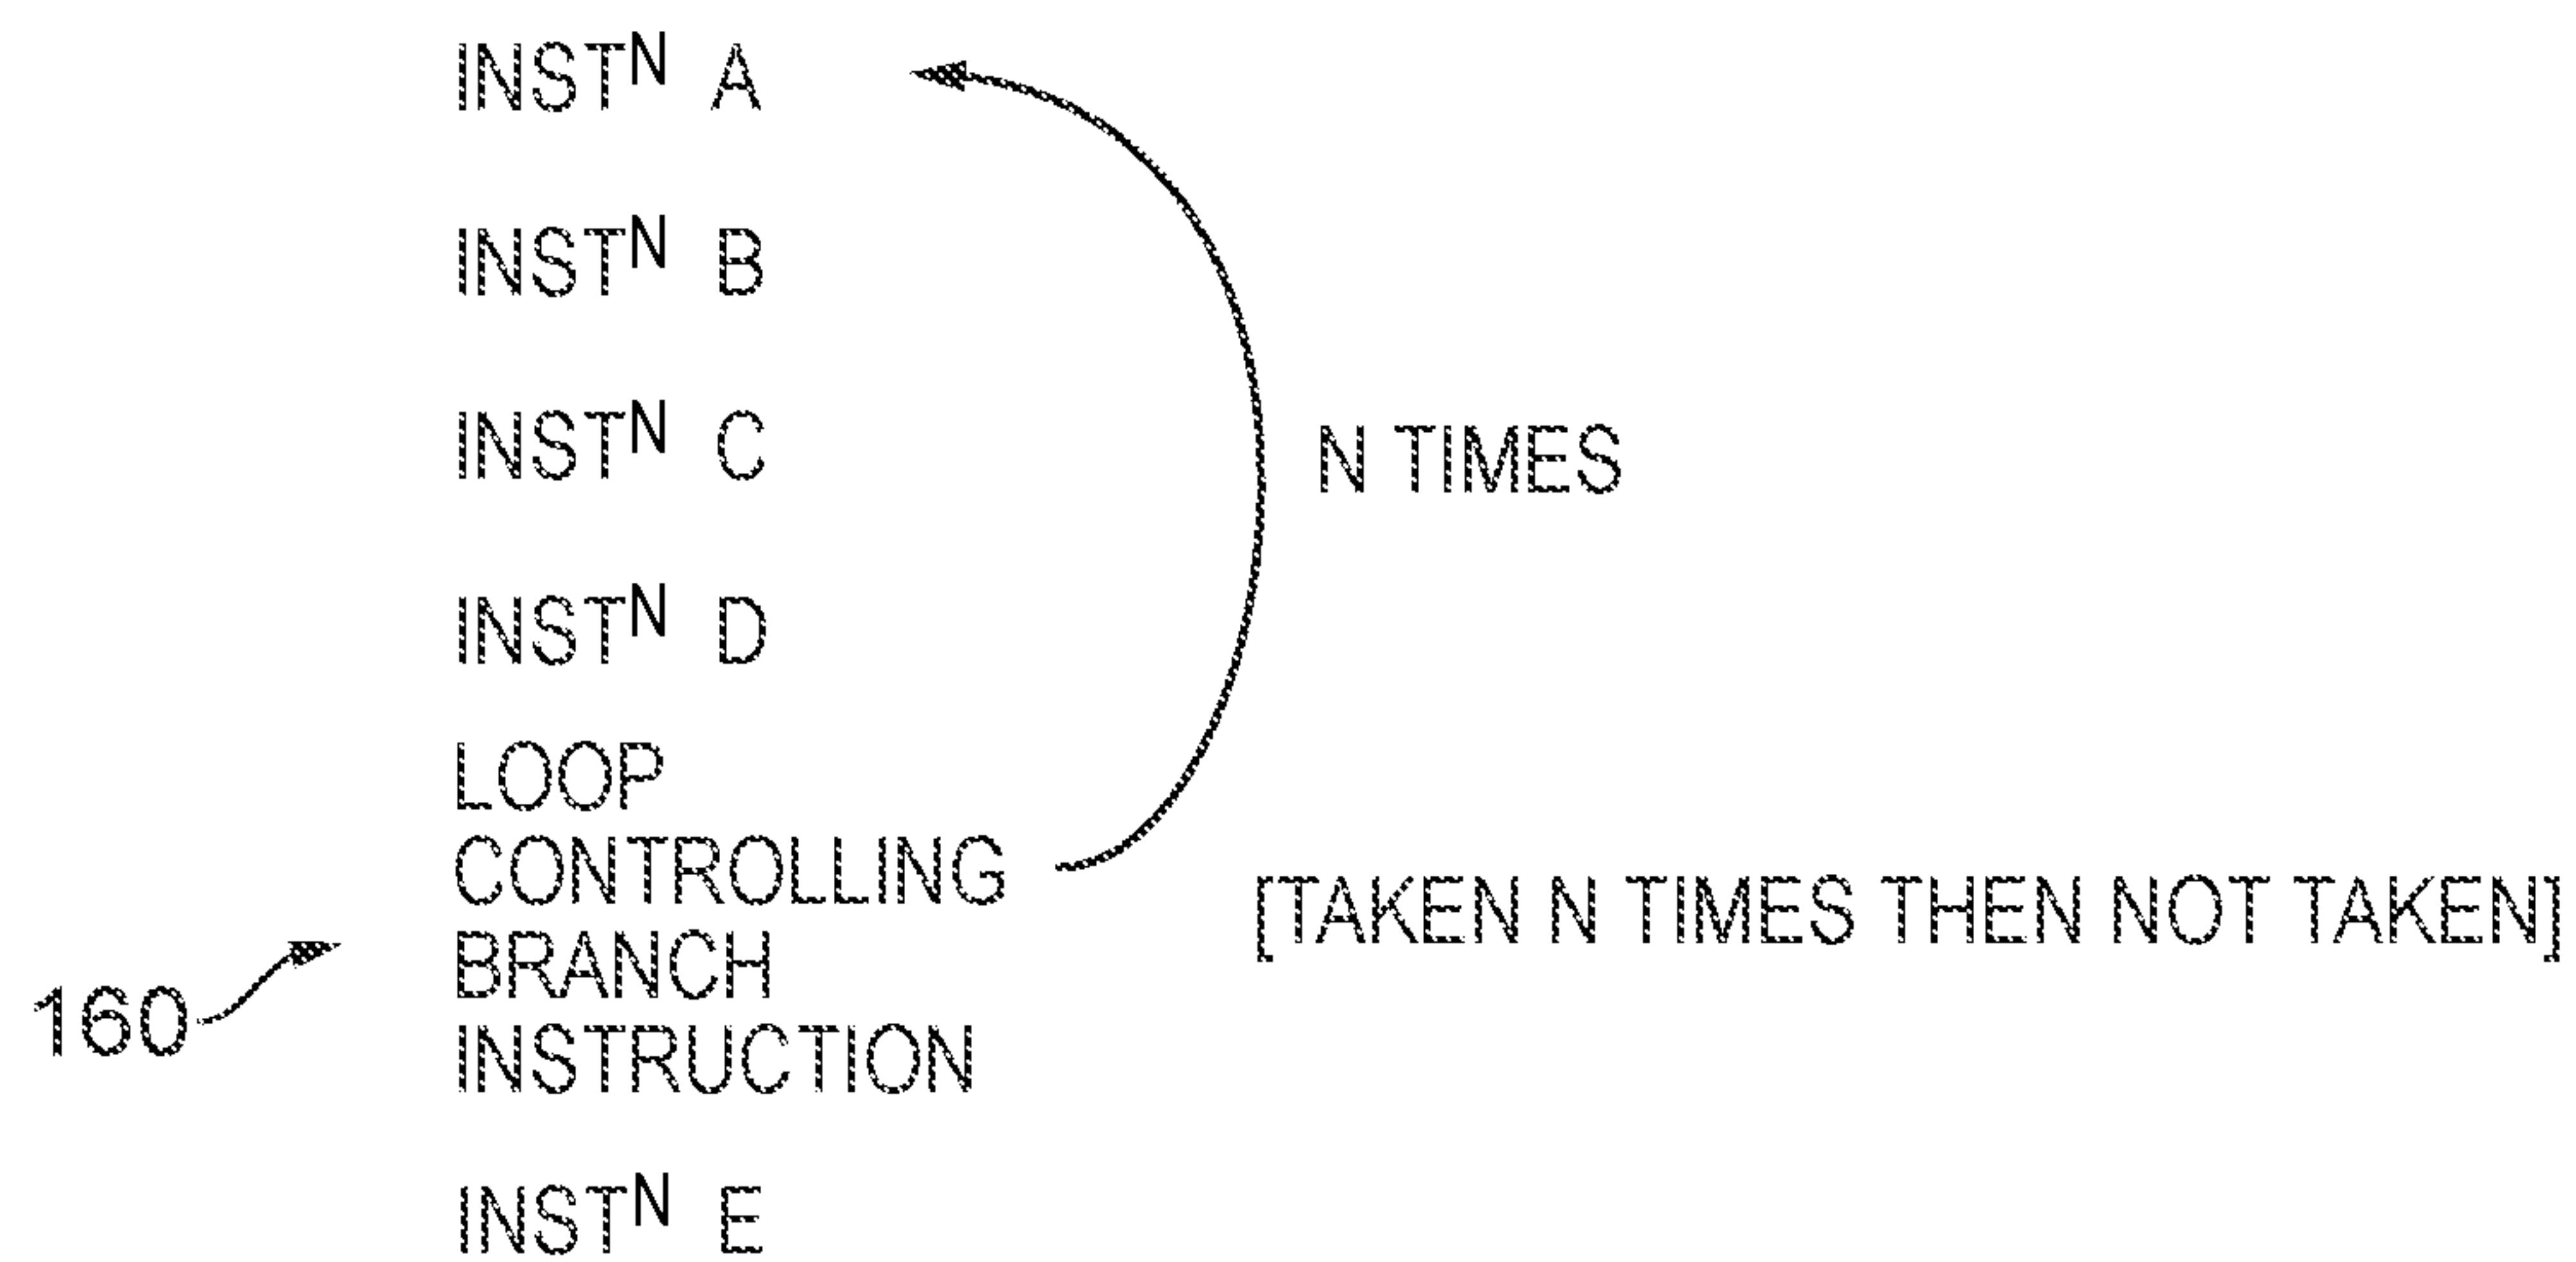 INSTᴺ A
INSTᴺ B
INSTᴺ C
N TIMES
INSTᴺ D
LOOP
CONTROLLING
[TAKEN N TIMES THEN NOT TAKEN]
BRANCH
160
INSTRUCTION
INSTᴺ E